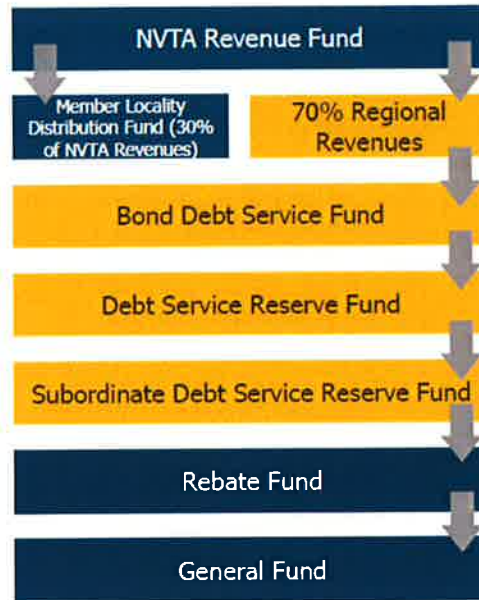 NVTA Revenue Fund
Member Locality
Distribution Fund (30%
of NVTA Revenues)
70% Regional
Revenues
Bond Debt Service Fund
Debt Service Reserve Fund
Subordinate Debt Service Reserve Fund
Rebate Fund
General Fund